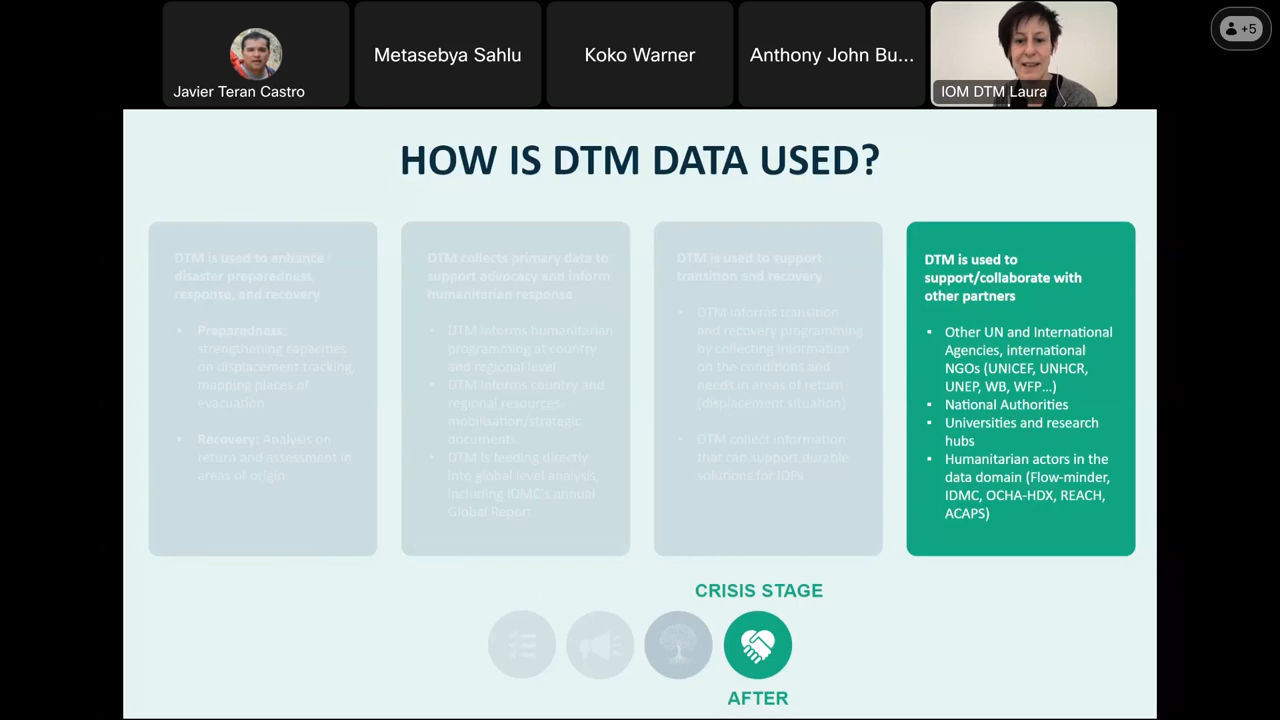 Javier Teran Castro
Metasebya Sahlu
Koko Warner
Anthony John Bu...
IOM DTM Laura
+5
HOW IS DTM DATA USED?
DTM is used to enhance
disaster preparedness,
response, and recovery
• Preparedness:
strengthening capacities
on displacement tracking,
mapping places of
evacuation
• Recovery: Analysis on
return and assessment in
areas of origin
DTM collects primary data to
support advocacy and inform
humanitarian response
• DTM informs humanitarian
programming at country
and regional level
• DTM informs country and
regional resources-
mobilisation/strategic
documents
• DTM is feeding directly
into global level analysis,
including IDMC's annual
Global Report
DTM is used to support
transition and recovery
• DTM informs transition
and recovery programming
by collecting information
on the conditions and
needs in areas of return
(displacement situation)
• DTM collect information
that can support durable
solutions for IDPs
DTM is used to
support/collaborate with
other partners
▪ Other UN and International
Agencies, international
NGOs (UNICEF, UNHCR,
UNEP, WB, WFP...)
▪ National Authorities
▪ Universities and research
hubs
▪ Humanitarian actors in the
data domain (Flow-minder,
IDMC, OCHA-HDX, REACH,
ACAPS)
CRISIS STAGE
AFTER